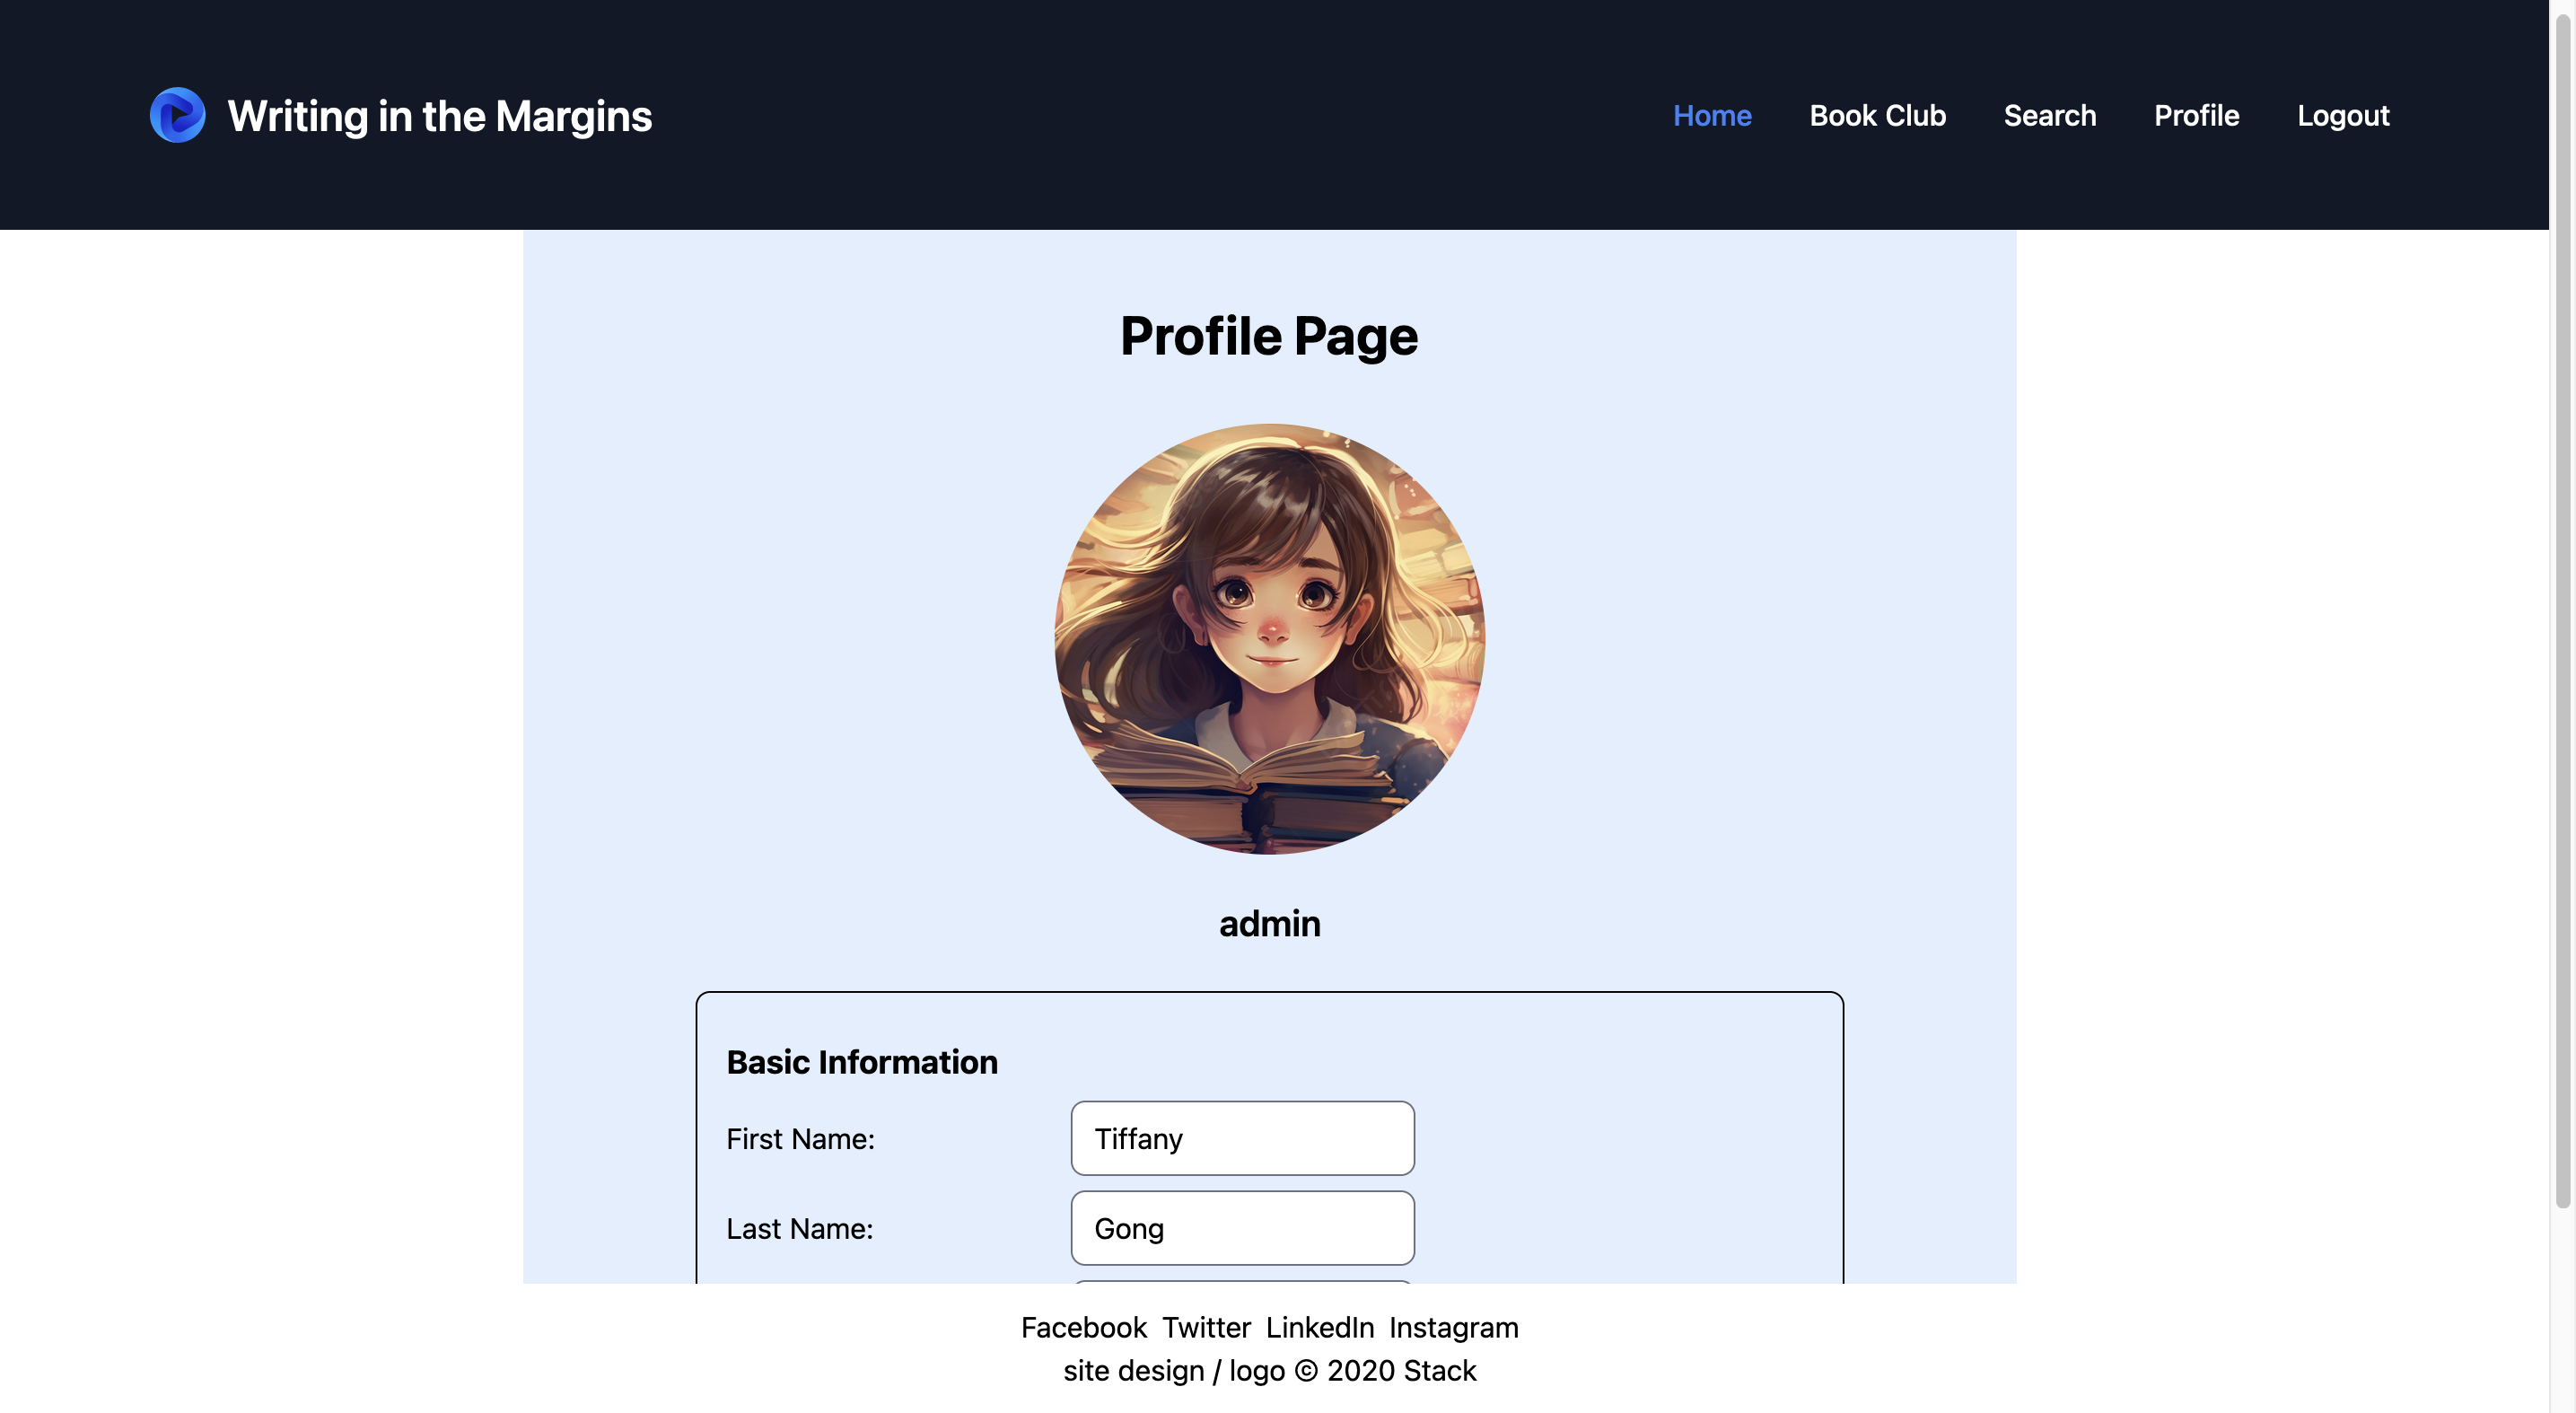 Writing in the Margins
Home Book Club Search Profile Logout
Profile Page
admin
Basic Information
First Name: Tiffany
Last Name: Gong
Facebook Twitter LinkedIn Instagram
site design / logo © 2020 Stack